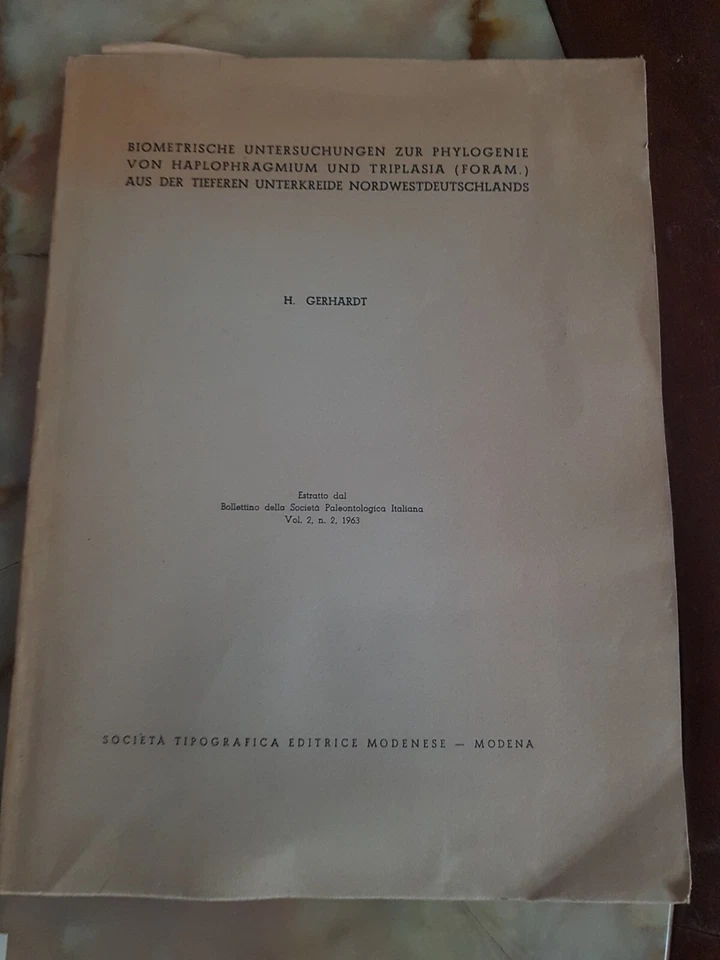 BIOMETRISCHE UNTERSUCHUNGEN ZUR PHYLOGENIE
VON HAPLOPHRAGMIUM UND TRIPLASIA (FORAM.)
AUS DER TIEFEREN UNTERKREIDE NORDWESTDEUTSCHLANDS
H. GERHARDT
Estratto dal
Bollettino della Società Paleontologica Italiana
Vol. 2, n. 2, 1963
SOCIETÀ TIPOGRAFICA EDITRICE MODENESE — MODENA